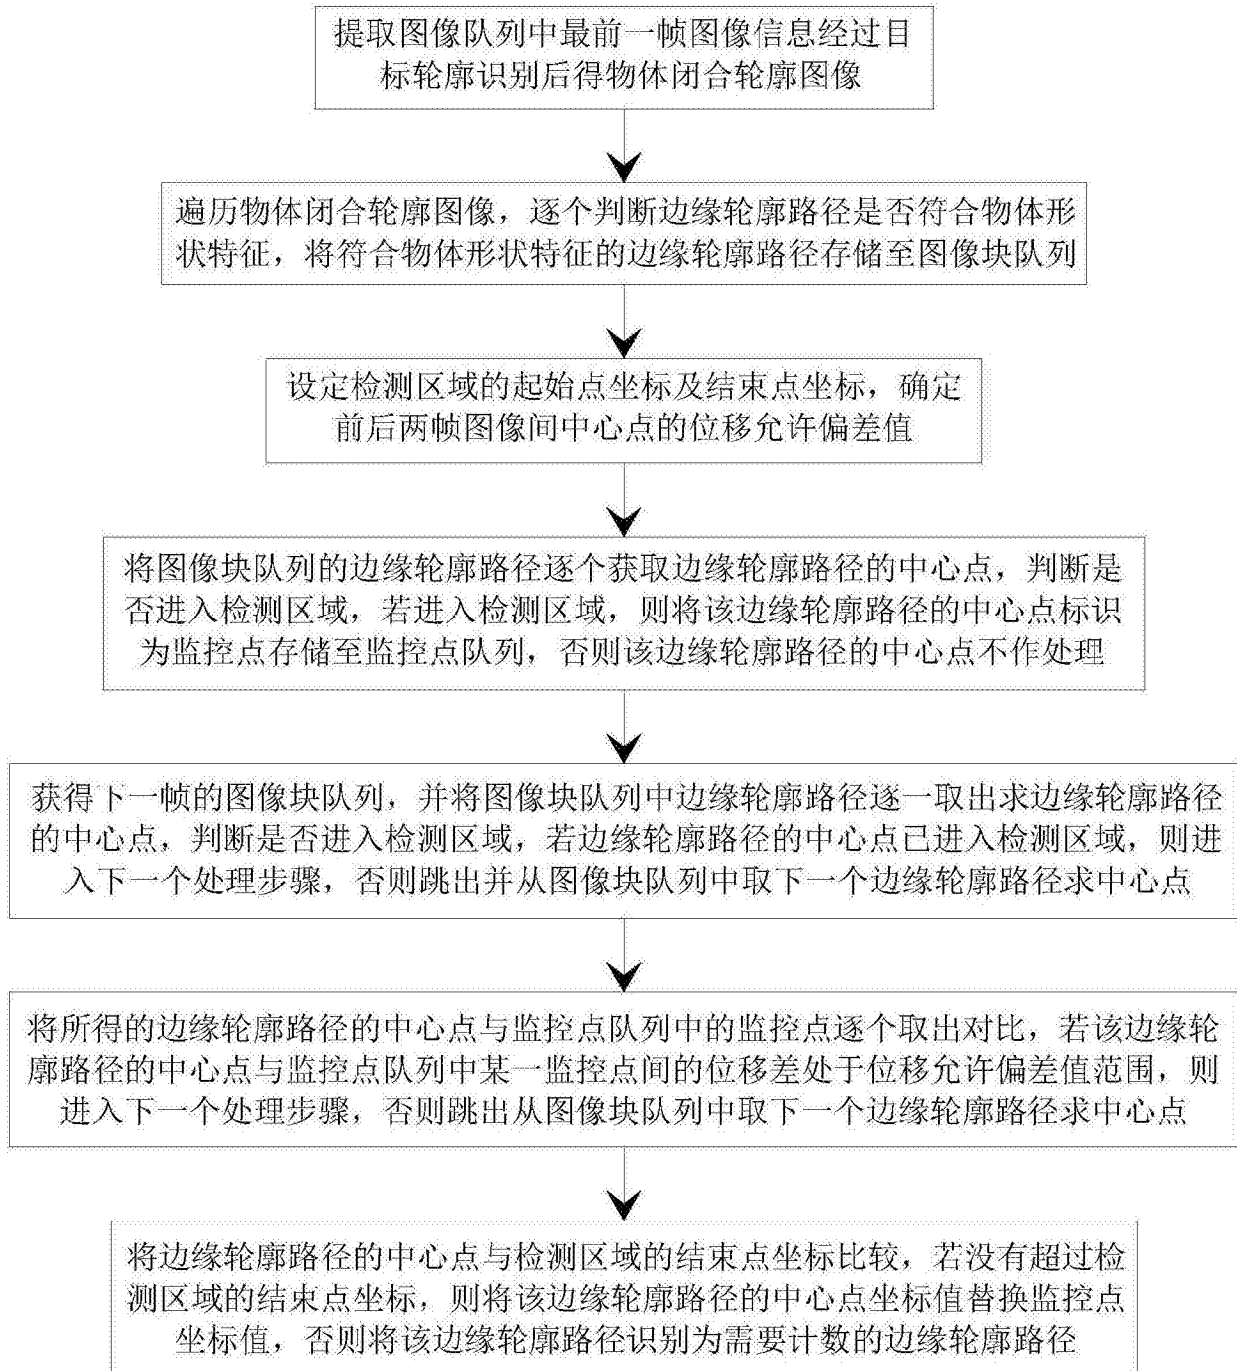 提取图像队列中最前一帧图像信息经过目
标轮廓识别后得物体闭合轮廓图像
遍历物体闭合轮廓图像，逐个判断边缘轮廓路径是否符合物体形
状特征，将符合物体形状特征的边缘轮廓路径存储至图像块队列
设定检测区域的起始点坐标及结束点坐标，确定
前后两帧图像间中心点的位移允许偏差值
将图像块队列的边缘轮廓路径逐个获取边缘轮廓路径的中心点，判断是
否进入检测区域，若进入检测区域，则将该边缘轮廓路径的中心点标识
为监控点存储至监控点队列，否则该边缘轮廓路径的中心点不作处理
获得下一帧的图像块队列，并将图像块队列中边缘轮廓路径逐一取出求边缘轮廓路径
的中心点，判断是否进入检测区域，若边缘轮廓路径的中心点已进入检测区域，则进
入下一个处理步骤，否则跳出并从图像块队列中取下一个边缘轮廓路径求中心点
将所得的边缘轮廓路径的中心点与监控点队列中的监控点逐个取出对比，若该边缘轮
廓路径的中心点与监控点队列中某一监控点间的位移差处于位移允许偏差值范围，则
进入下一个处理步骤，否则跳出从图像块队列中取下一个边缘轮廓路径求中心点
将边缘轮廓路径的中心点与检测区域的结束点坐标比较，若没有超过检
测区域的结束点坐标，则将该边缘轮廓路径的中心点坐标值替换监控点
坐标值，否则将该边缘轮廓路径识别为需要计数的边缘轮廓路径